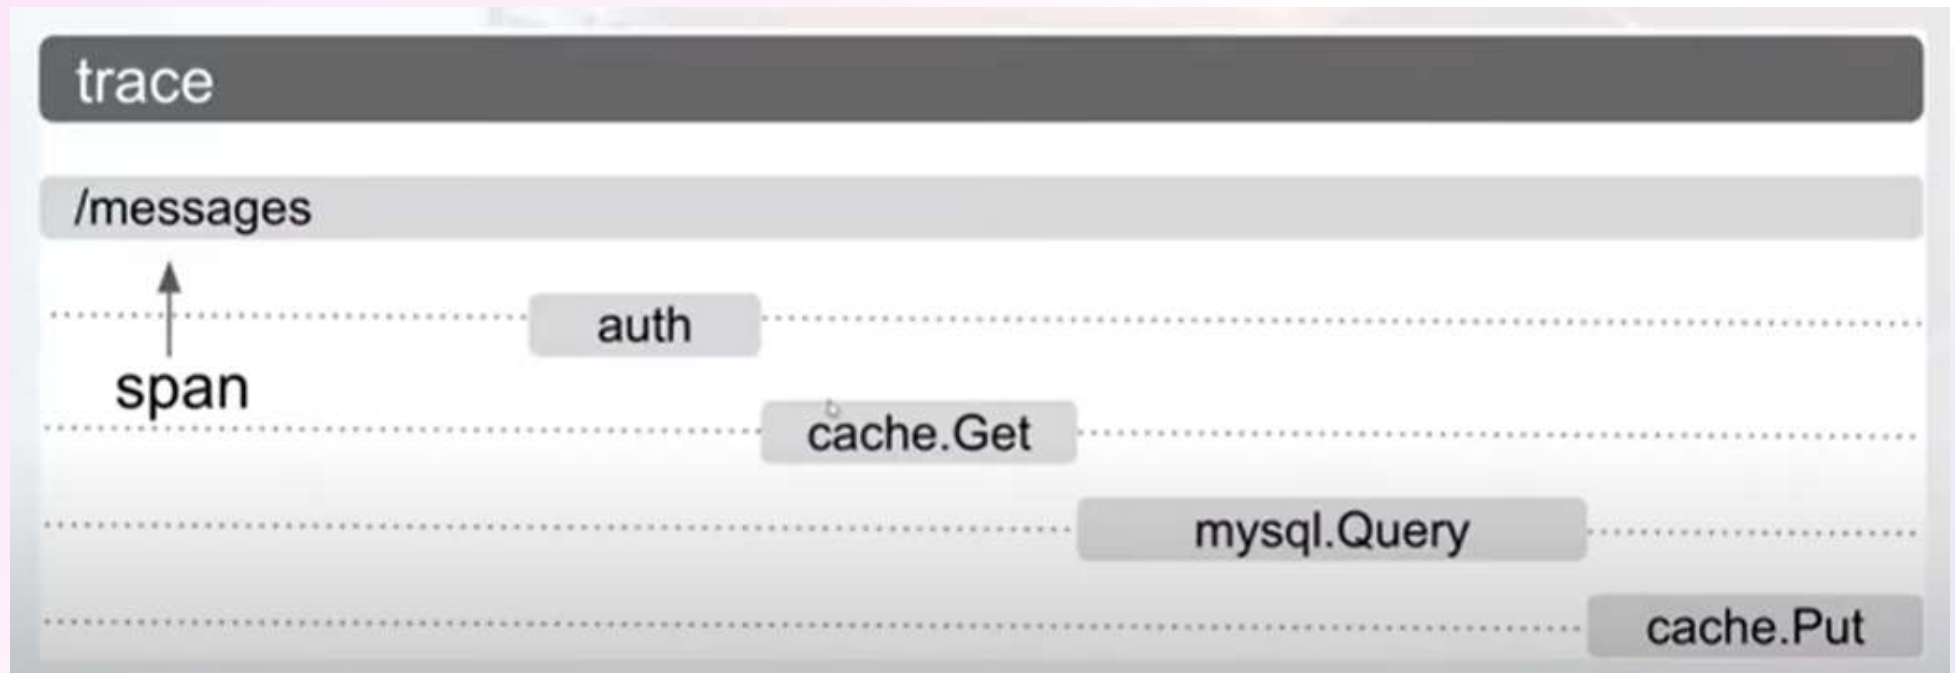 trace
/messages
auth
span
cache.Get
mysql.Query
cache.Put